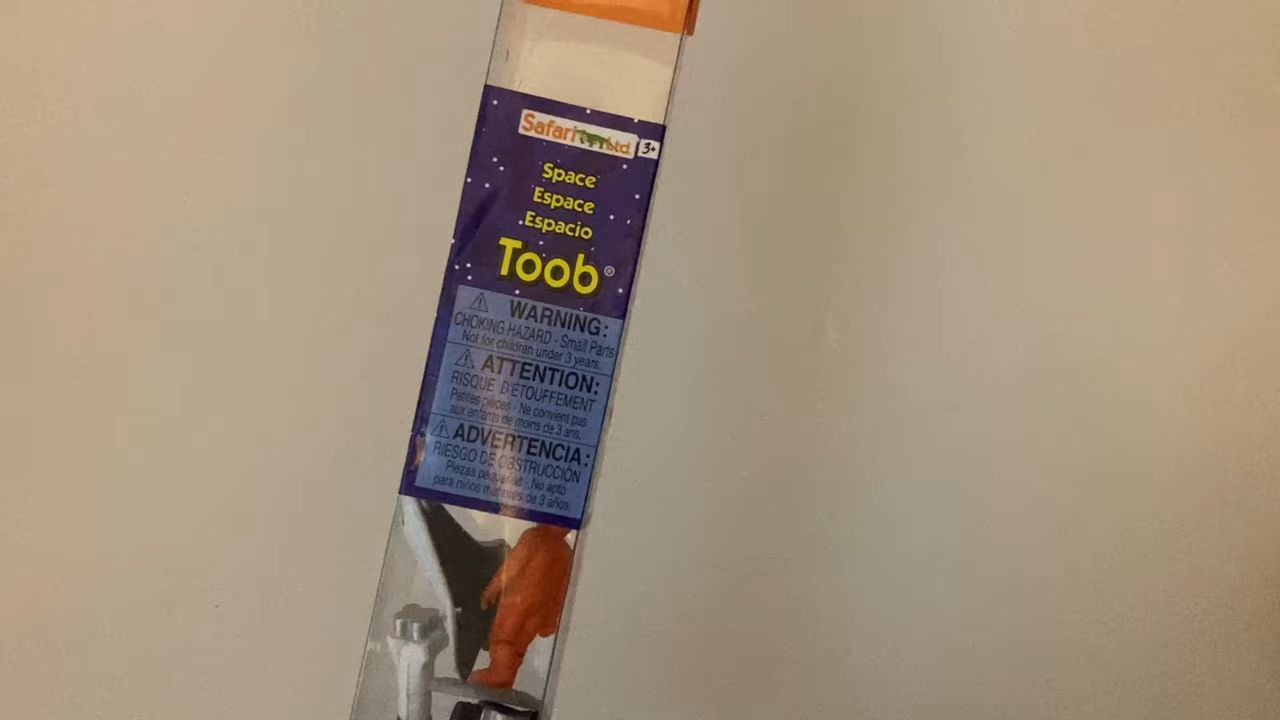 Safari Ltd. 3+
Space
Espace
Espacio
Toob®
WARNING:
CHOKING HAZARD - Small Parts
Not for children under 3 years.
ATTENTION:
RISQUE D'ÉTOUFFEMENT
Petites pièces - Ne convient pas
aux enfants de moins de 3 ans.
ADVERTENCIA:
RIESGO DE OBSTRUCCIÓN
Piezas pequeñas - No apto
para niños menores de 3 años.